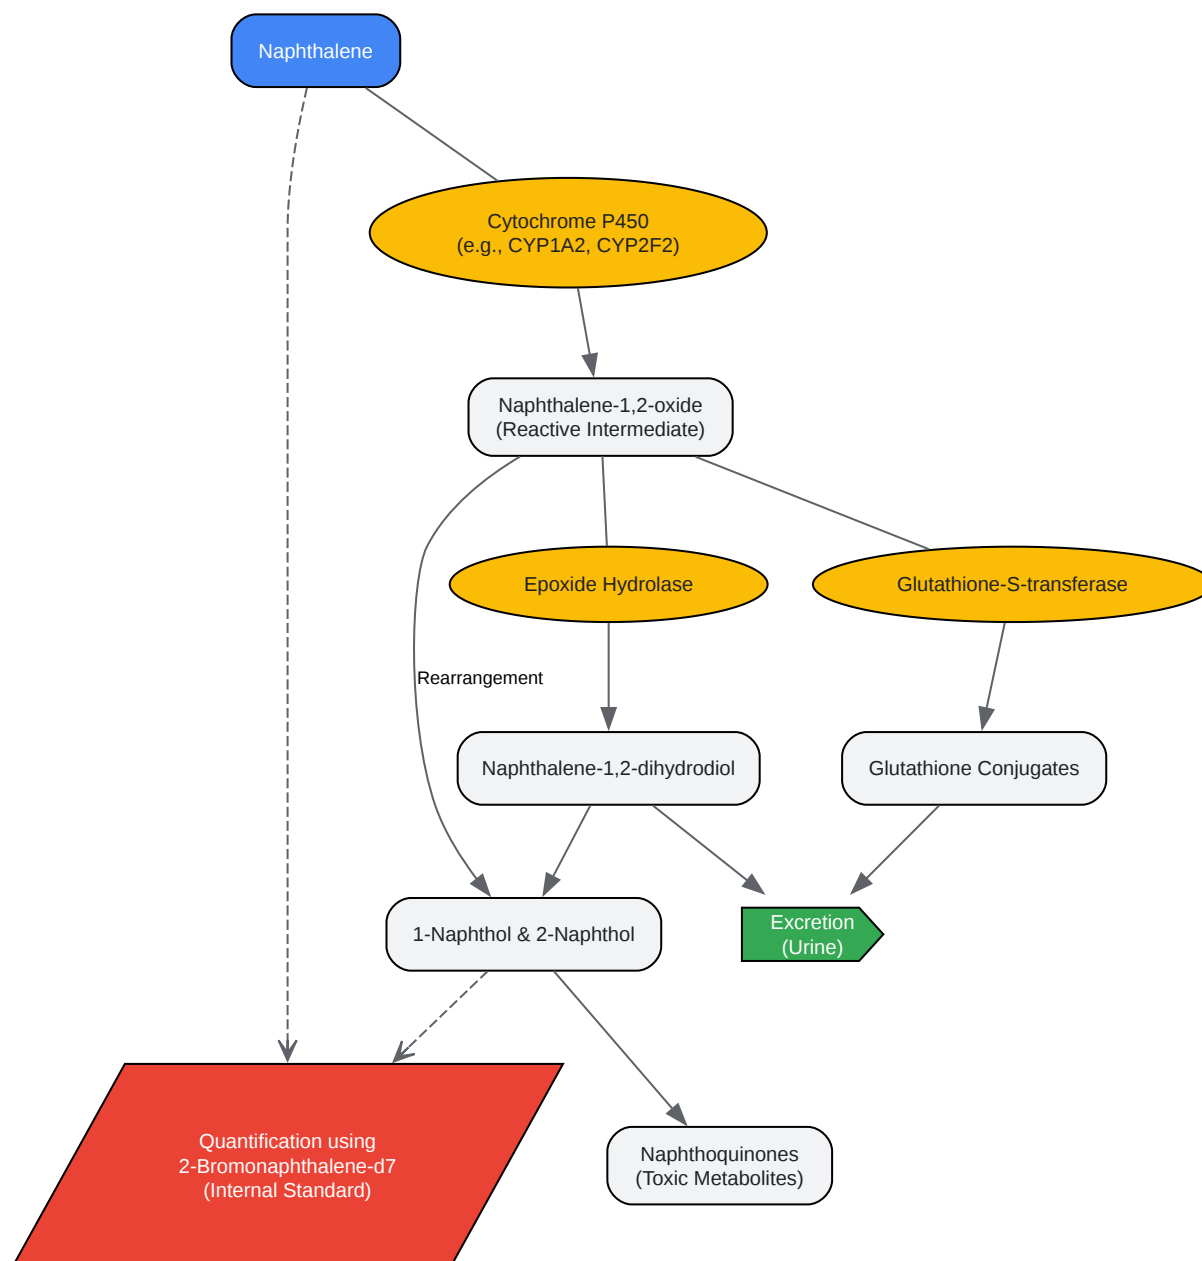 Naphthalene
Cytochrome P450
(e.g., CYP1A2, CYP2F2)
Naphthalene-1,2-oxide
(Reactive Intermediate)
Epoxide Hydrolase
Glutathione-S-transferase
Rearrangement
Naphthalene-1,2-dihydrodiol
Glutathione Conjugates
1-Naphthol & 2-Naphthol
Excretion
(Urine)
Quantification using
2-Bromonaphthalene-d7
(Internal Standard)
Naphthoquinones
(Toxic Metabolites)